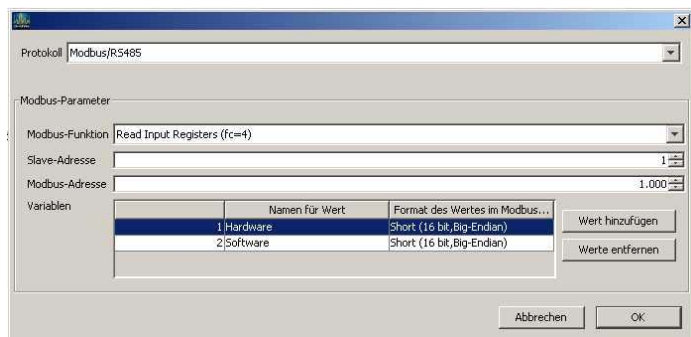 Protokoll Modbus/RS485
Modbus-Parameter
Modbus-Funktion Read Input Registers (fc=4)
Slave-Adresse 1
Modbus-Adresse 1.000
Variablen
Namen für Wert Format des Wertes im Modbus...
1 Hardware Short (16 bit,Big-Endian)
2 Software Short (16 bit,Big-Endian)
Wert hinzufügen
Werte entfernen
Abbrechen OK